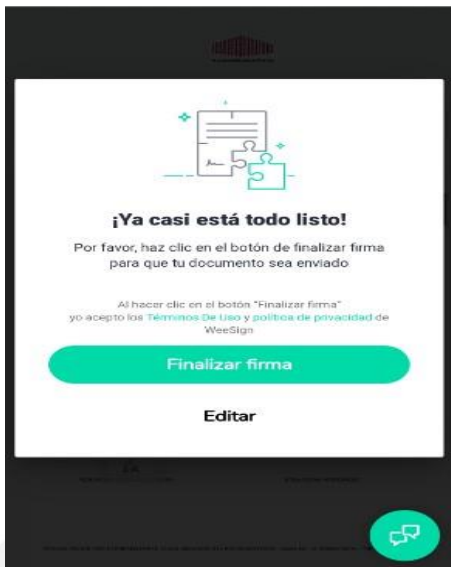 ¡Ya casi está todo listo!
Por favor, haz clic en el botón de finalizar firma
para que tu documento sea enviado
Al hacer clic en el botón "Finalizar firma"
yo acepto los Términos De Uso y política de privacidad de
WeeSign
Finalizar firma
Editar